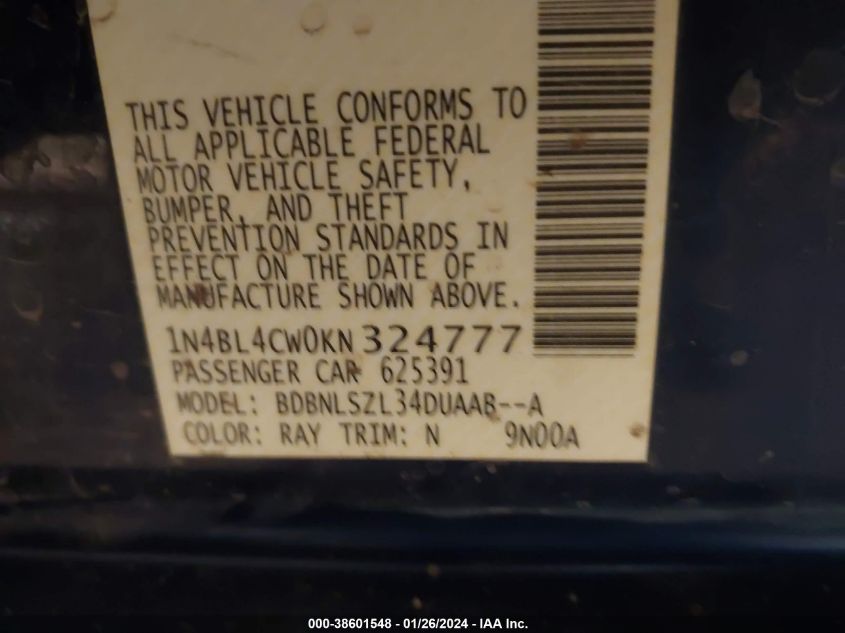 THIS VEHICLE CONFORMS TO
ALL APPLICABLE FEDERAL
MOTOR VEHICLE SAFETY,
BUMPER, AND THEFT
PREVENTION STANDARDS IN
EFFECT ON THE DATE OF
MANUFACTURE SHOWN ABOVE.
1N4BL4CW0KN324777
PASSENGER CAR 625391
MODEL: BDBNLSZL34DUAAB--A
COLOR: RAY TRIM: N 9N00A
000-38601548 - 01/26/2024 - IAA Inc.